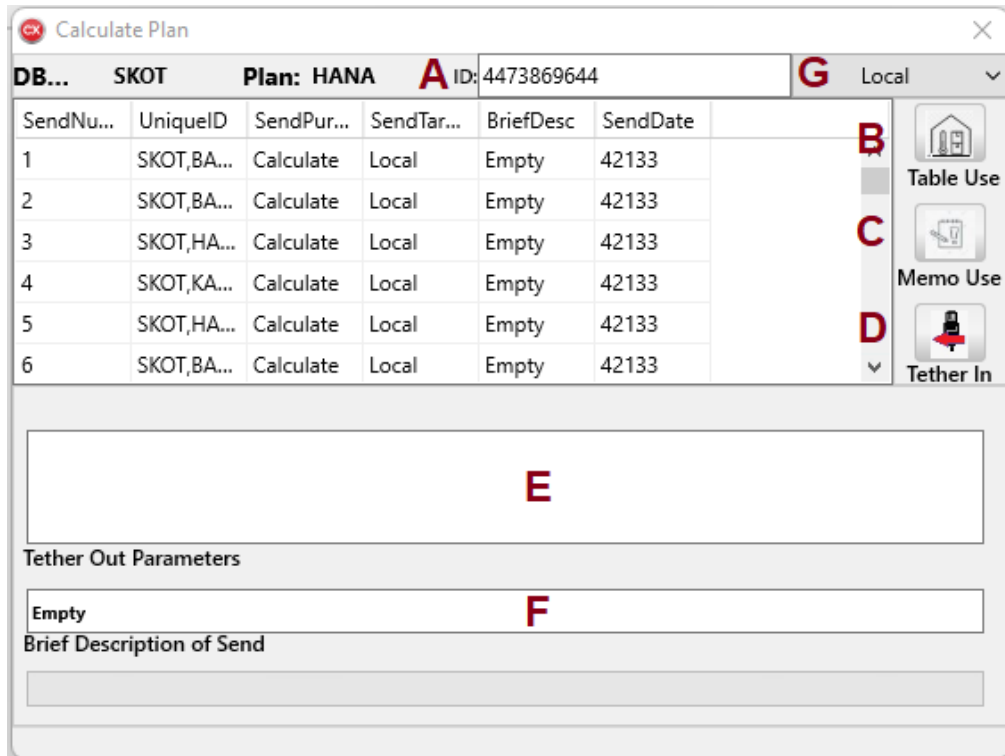 CX Calculate Plan
DB... SKOT Plan: HANA A ID: 4473869644 G Local
SendNu... UniqueID SendPur... SendTar... BriefDesc SendDate
1 SKOT,BA... Calculate Local Empty 42133
2 SKOT,BA... Calculate Local Empty 42133
3 SKOT,HA... Calculate Local Empty 42133
4 SKOT,KA... Calculate Local Empty 42133
5 SKOT,HA... Calculate Local Empty 42133
6 SKOT,BA... Calculate Local Empty 42133
B
Table Use
C
Memo Use
D
Tether In
E
Tether Out Parameters
Empty F
Brief Description of Send